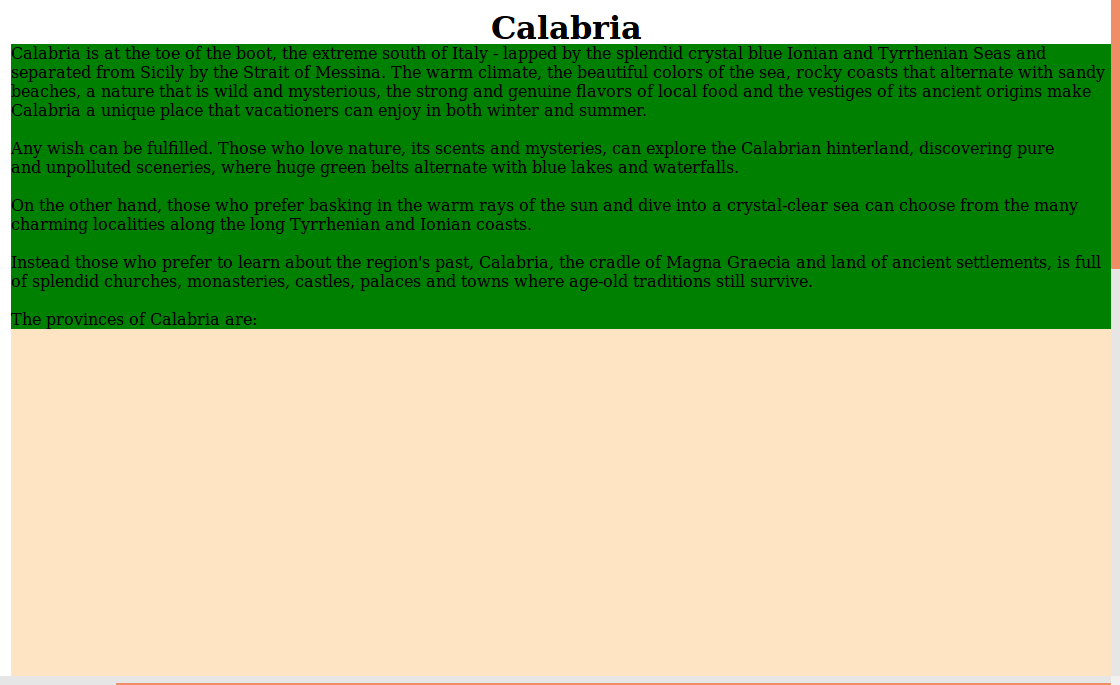 Calabria
Calabria is at the toe of the boot, the extreme south of Italy - lapped by the splendid crystal blue Ionian and Tyrrhenian Seas and
separated from Sicily by the Strait of Messina. The warm climate, the beautiful colors of the sea, rocky coasts that alternate with sandy
beaches, a nature that is wild and mysterious, the strong and genuine flavors of local food and the vestiges of its ancient origins make
Calabria a unique place that vacationers can enjoy in both winter and summer.
Any wish can be fulfilled. Those who love nature, its scents and mysteries, can explore the Calabrian hinterland, discovering pure
and unpolluted sceneries, where huge green belts alternate with blue lakes and waterfalls.
On the other hand, those who prefer basking in the warm rays of the sun and dive into a crystal-clear sea can choose from the many
charming localities along the long Tyrrhenian and Ionian coasts.
Instead those who prefer to learn about the region's past, Calabria, the cradle of Magna Graecia and land of ancient settlements, is full
of splendid churches, monasteries, castles, palaces and towns where age-old traditions still survive.
The provinces of Calabria are: